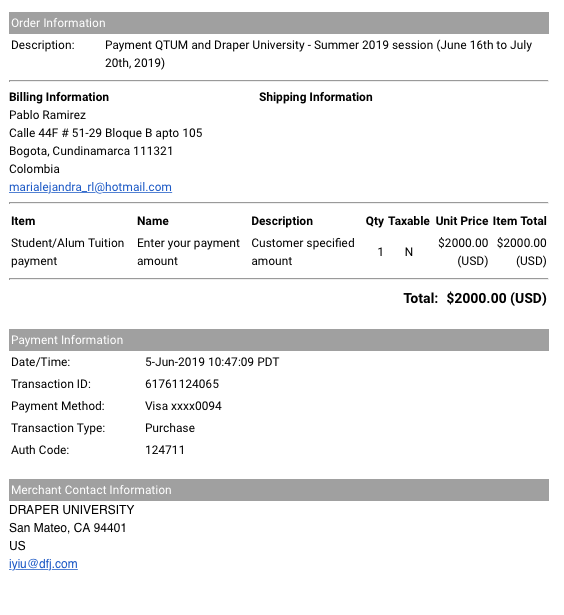 Order Information
Description: Payment QTUM and Draper University - Summer 2019 session (June 16th to July
20th, 2019)
Billing Information Shipping Information
Pablo Ramirez
Calle 44F # 51-29 Bloque B apto 105
Bogota, Cundinamarca 111321
Colombia
marialejandra_rl@hotmail.com
Item Name Description Qty Taxable Unit Price Item Total
Student/Alum Tuition Enter your payment Customer specified $2000.00 $2000.00
payment amount amount 1 N (USD) (USD)
Total: $2000.00 (USD)
Payment Information
Date/Time: 5-Jun-2019 10:47:09 PDT
Transaction ID: 61761124065
Payment Method: Visa xxxx0094
Transaction Type: Purchase
Auth Code: 124711
Merchant Contact Information
DRAPER UNIVERSITY
San Mateo, CA 94401
US
iyiu@dfj.com